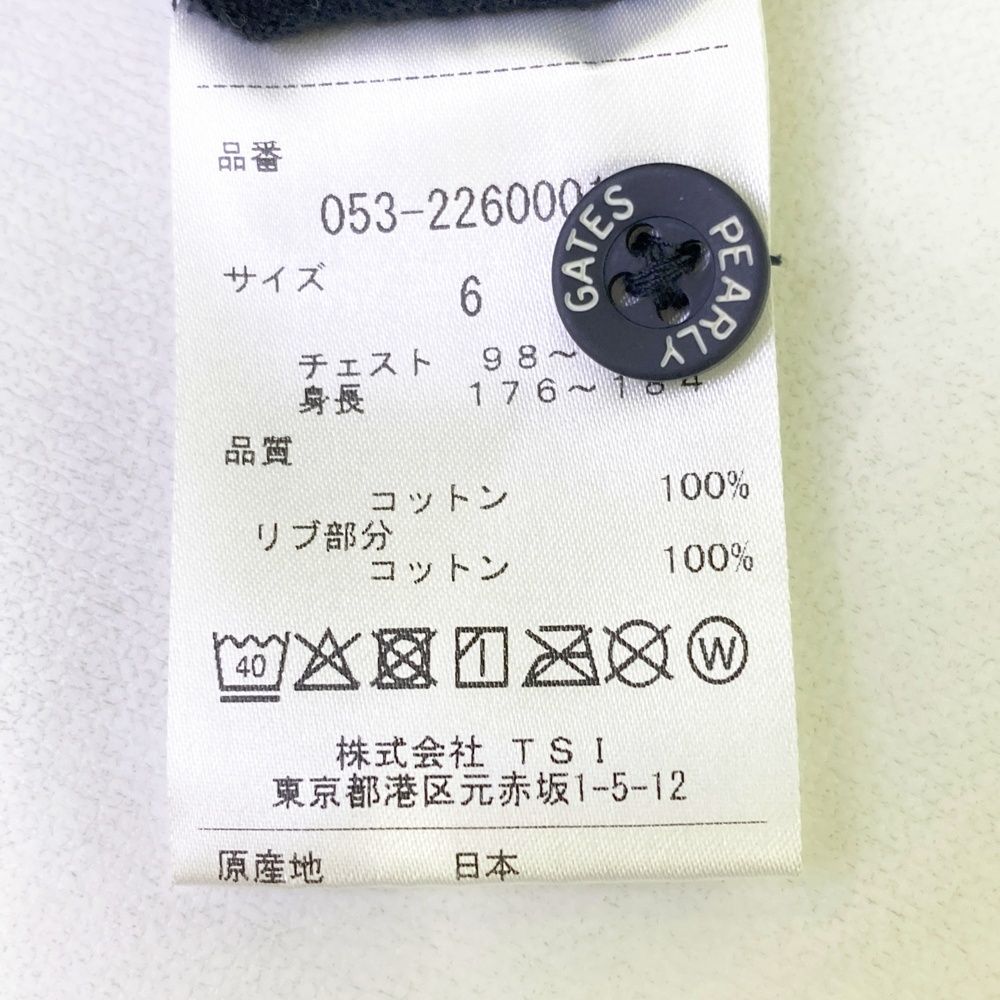 品番
053-2260001
GATES PEARLY
サイズ 6
チェスト 98～
身長 176～184
品質
コットン 100%
リブ部分
コットン 100%
40 W
株式会社 TSI
東京都港区元赤坂1-5-12
原産地 日本